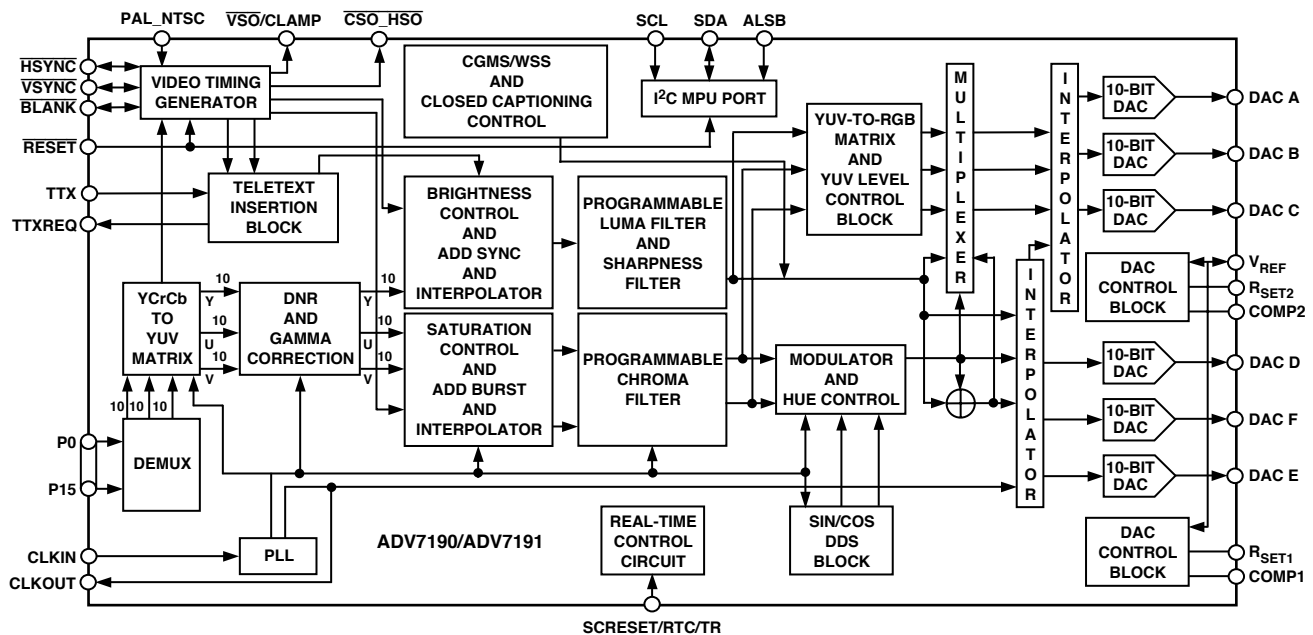 PAL_NTSC
VSO/CLAMP
CSO_HSO
SCL
SDA
ALSB
HSYNC
VSYNC
BLANK
RESET
TTX
TTXREQ
VIDEO TIMING
GENERATOR
CGMS/WSS
AND
CLOSED CAPTIONING
CONTROL
I2C MPU PORT
TELETEXT
INSERTION
BLOCK
BRIGHTNESS
CONTROL
AND
ADD SYNC
AND
INTERPOLATOR
PROGRAMMABLE
LUMA FILTER
AND
SHARPNESS
FILTER
YUV-TO-RGB
MATRIX
AND
YUV LEVEL
CONTROL
BLOCK
MULTIPLEXER
INTERPOLATOR
10-BIT
DAC
DAC A
10-BIT
DAC
DAC B
10-BIT
DAC
DAC C
DAC
CONTROL
BLOCK
VREF
RSET2
COMP2
YCrCb
TO
YUV
MATRIX
10
Y
10
U
10
V
DNR
AND
GAMMA
CORRECTION
10
Y
10
U
10
V
SATURATION
CONTROL
AND
ADD BURST
AND
INTERPOLATOR
PROGRAMMABLE
CHROMA
FILTER
MODULATOR
AND
HUE CONTROL
INTERPOLATOR
10-BIT
DAC
DAC D
10-BIT
DAC
DAC F
10-BIT
DAC
DAC E
10 10 10
P0
P15
DEMUX
CLKIN
CLKOUT
PLL
ADV7190/ADV7191
REAL-TIME
CONTROL
CIRCUIT
SIN/COS
DDS
BLOCK
DAC
CONTROL
BLOCK
RSET1
COMP1
SCRESET/RTC/TR